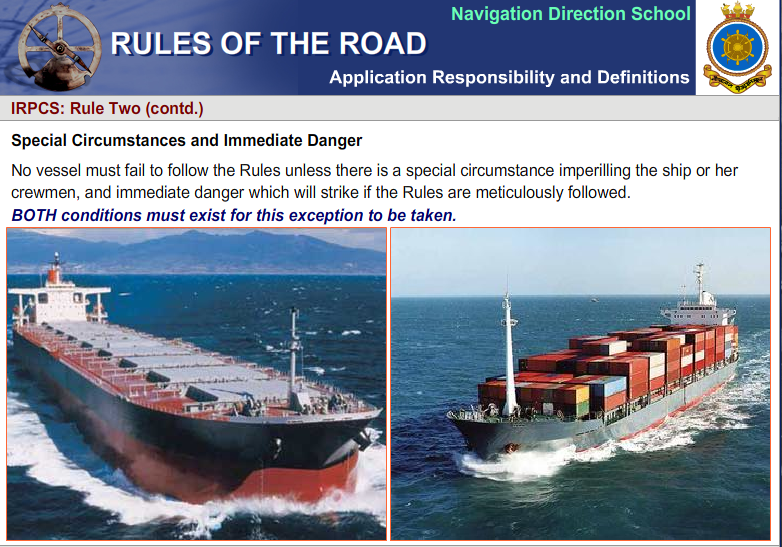 Navigation Direction School
RULES OF THE ROAD
Application Responsibility and Definitions
IRPCS: Rule Two (contd.)
Special Circumstances and Immediate Danger
No vessel must fail to follow the Rules unless there is a special circumstance imperilling the ship or her
crewmen, and immediate danger which will strike if the Rules are meticulously followed.
BOTH conditions must exist for this exception to be taken.